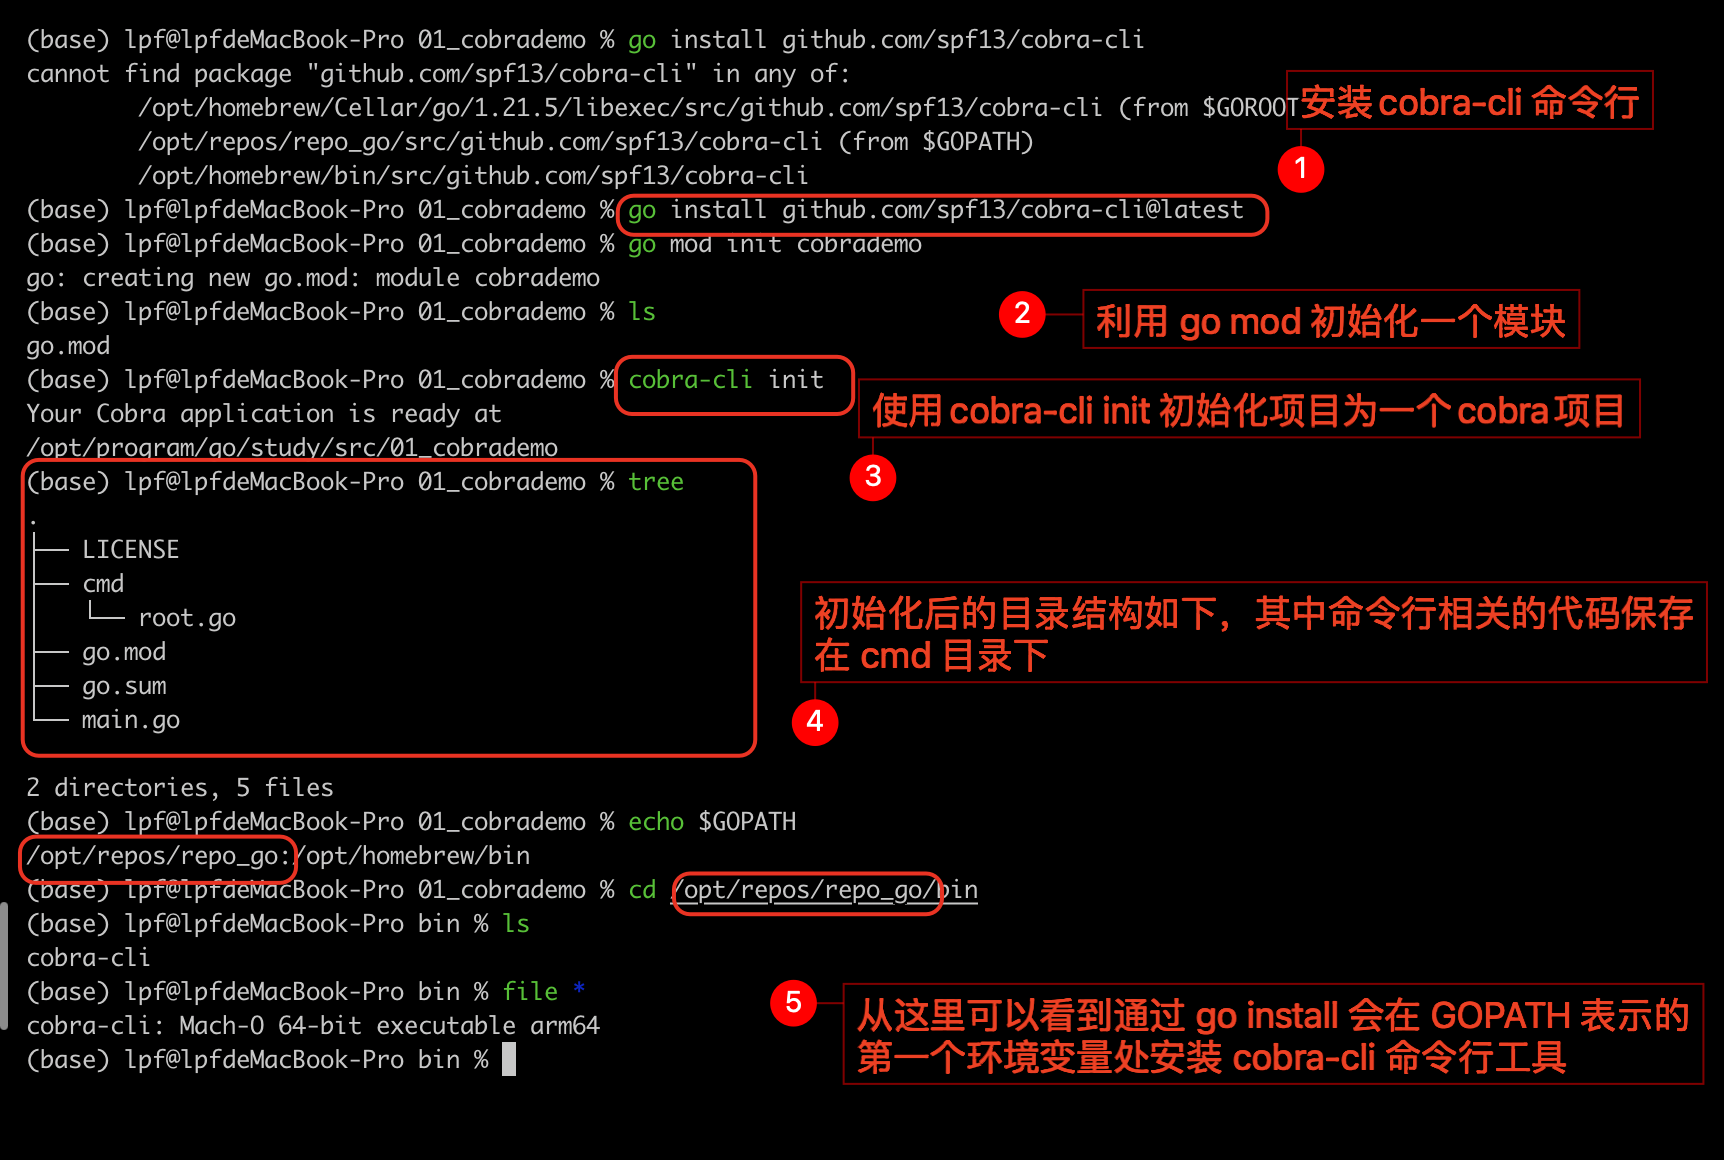 (base) lpf@lpfdeMacBook-Pro 01_cobrademo % go install github.com/spf13/cobra-cli
cannot find package "github.com/spf13/cobra-cli" in any of:
/opt/homebrew/Cellar/go/1.21.5/libexec/src/github.com/spf13/cobra-cli (from $GOROOT
安装 cobra-cli 命令行
/opt/repos/repo_go/src/github.com/spf13/cobra-cli (from $GOPATH)
1
/opt/homebrew/bin/src/github.com/spf13/cobra-cli
(base) lpf@lpfdeMacBook-Pro 01_cobrademo % go install github.com/spf13/cobra-cli@latest
(base) lpf@lpfdeMacBook-Pro 01_cobrademo % go mod init cobrademo
go: creating new go.mod: module cobrademo
(base) lpf@lpfdeMacBook-Pro 01_cobrademo % ls
2
利用 go mod 初始化一个模块
go.mod
(base) lpf@lpfdeMacBook-Pro 01_cobrademo % cobra-cli init
使用 cobra-cli init 初始化项目为一个 cobra 项目
Your Cobra application is ready at
/opt/program/go/study/src/01_cobrademo
3
(base) lpf@lpfdeMacBook-Pro 01_cobrademo % tree
.
├── LICENSE
├── cmd
│   └── root.go
├── go.mod
├── go.sum
└── main.go
初始化后的目录结构如下，其中命令行相关的代码保存
在 cmd 目录下
4
2 directories, 5 files
(base) lpf@lpfdeMacBook-Pro 01_cobrademo % echo $GOPATH
/opt/repos/repo_go:/opt/homebrew/bin
(base) lpf@lpfdeMacBook-Pro 01_cobrademo % cd /opt/repos/repo_go/bin
(base) lpf@lpfdeMacBook-Pro bin % ls
cobra-cli
(base) lpf@lpfdeMacBook-Pro bin % file *
cobra-cli: Mach-O 64-bit executable arm64
(base) lpf@lpfdeMacBook-Pro bin %
5
从这里可以看到通过 go install 会在 GOPATH 表示的
第一个环境变量处安装 cobra-cli 命令行工具